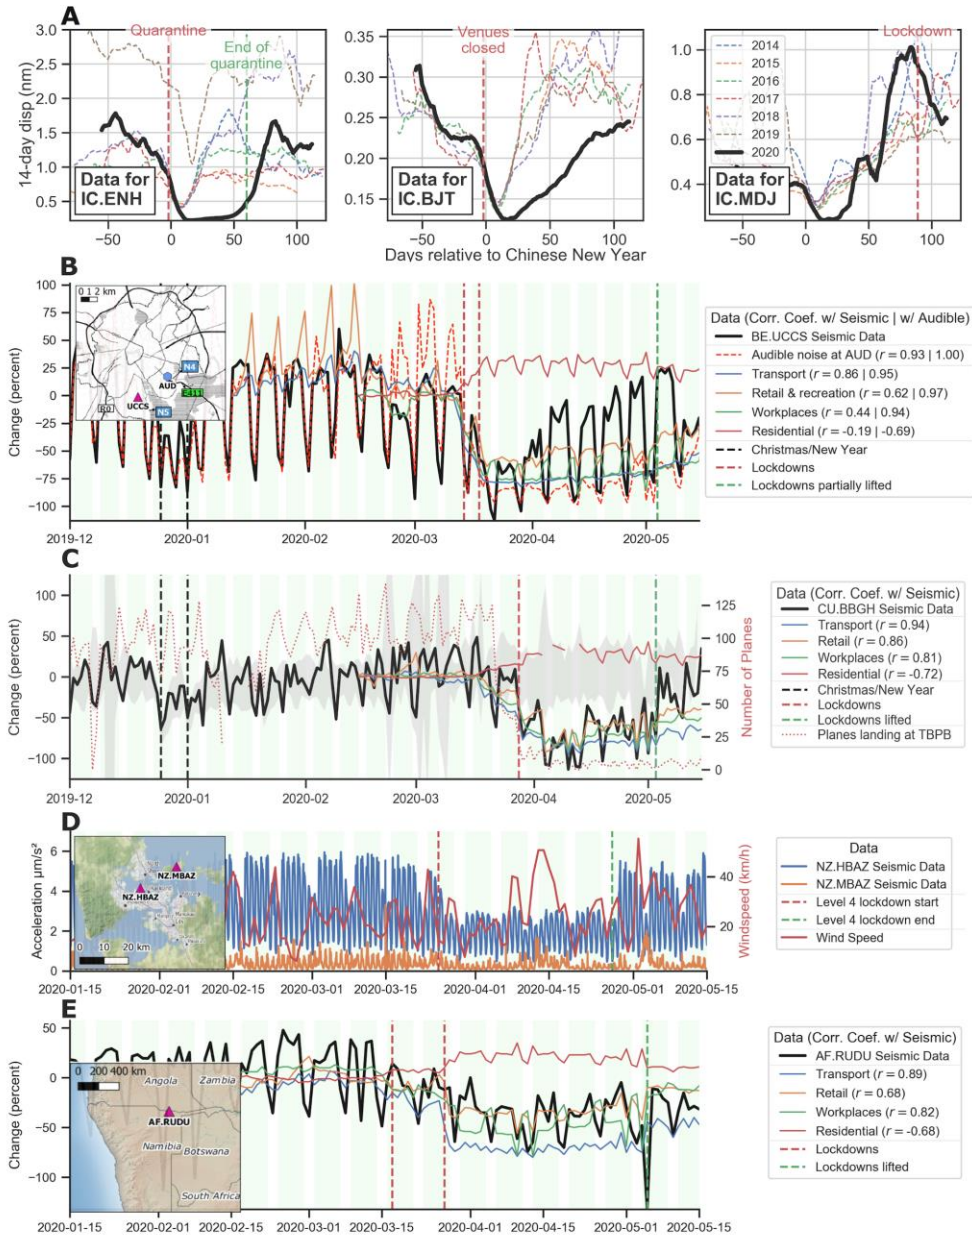 A
Quarantine
End of
quarantine
Venues
closed
Lockdown
14-day disp (nm)
3.0
2.5
2.0
1.5
1.0
0.5
Data for
IC.ENH
−50 0 50 100
0.35
0.30
0.25
0.20
0.15
Data for
IC.BJT
−50 0 50 100
Days relative to Chinese New Year
1.0
0.8
0.6
0.4
2014
2015
2016
2017
2018
2019
2020
Data for
IC.MDJ
−50 0 50 100
B
Change (percent)
100
75
50
25
0
−25
−50
−75
−100
0 1 2 km
N4
AUD
E411
UCCS
R0
N5
2019-12 2020-01 2020-02 2020-03 2020-04 2020-05
Data (Corr. Coef. w/ Seismic | w/ Audible)
BE.UCCS Seismic Data
Audible noise at AUD (r = 0.93 | 1.00)
Transport (r = 0.86 | 0.95)
Retail & recreation (r = 0.62 | 0.97)
Workplaces (r = 0.44 | 0.94)
Residential (r = -0.19 | -0.69)
Christmas/New Year
Lockdowns
Lockdowns partially lifted
C
Change (percent)
100
50
0
−50
−100
125
100
75
50
25
0
Number of Planes
2019-12 2020-01 2020-02 2020-03 2020-04 2020-05
Data (Corr. Coef. w/ Seismic)
CU.BBGH Seismic Data
Transport (r = 0.94)
Retail (r = 0.86)
Workplaces (r = 0.81)
Residential (r = -0.72)
Christmas/New Year
Lockdowns
Lockdowns lifted
Planes landing at TBPB
D
Acceleration μm/s²
6
4
2
0
NZ.MBAZ
NZ.HBAZ
0 10 20 km
40
20
Windspeed (km/h)
2020-01-15 2020-02-01 2020-02-15 2020-03-01 2020-03-15 2020-04-01 2020-04-15 2020-05-01 2020-05-15
Data
NZ.HBAZ Seismic Data
NZ.MBAZ Seismic Data
Level 4 lockdown start
Level 4 lockdown end
Wind Speed
E
Change (percent)
50
0
−50
−100
0 200 400 km
Angola Zambia
AF.RUDU
Namibia Botswana
South Africa
2020-01-15 2020-02-01 2020-02-15 2020-03-01 2020-03-15 2020-04-01 2020-04-15 2020-05-01 2020-05-15
Data (Corr. Coef. w/ Seismic)
AF.RUDU Seismic Data
Transport (r = 0.89)
Retail (r = 0.68)
Workplaces (r = 0.82)
Residential (r = -0.68)
Lockdowns
Lockdowns lifted